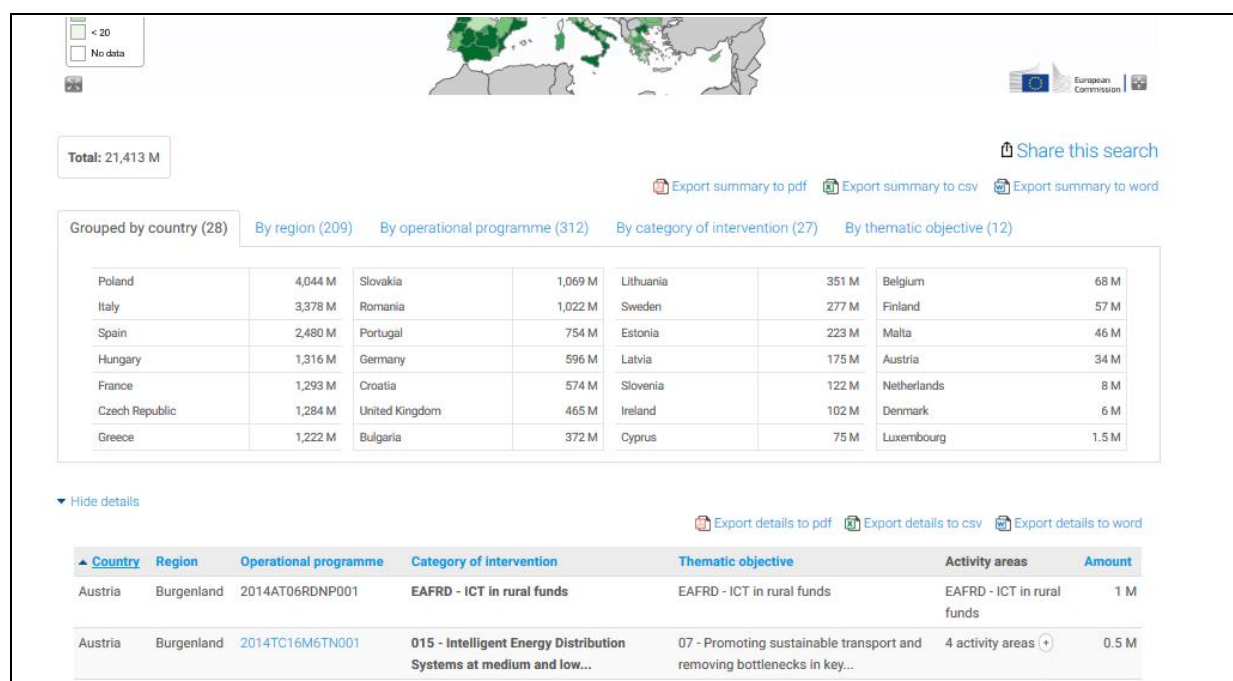 < 20
No data
European
Commission
Total: 21,413 M
Share this search
Export summary to pdf Export summary to csv Export summary to word
Grouped by country (28) By region (209) By operational programme (312) By category of intervention (27) By thematic objective (12)
Poland 4,044 M Slovakia 1,069 M Lithuania 351 M Belgium 68 M
Italy 3,378 M Romania 1,022 M Sweden 277 M Finland 57 M
Spain 2,480 M Portugal 754 M Estonia 223 M Malta 46 M
Hungary 1,316 M Germany 596 M Latvia 175 M Austria 34 M
France 1,293 M Croatia 574 M Slovenia 122 M Netherlands 8 M
Czech Republic 1,284 M United Kingdom 465 M Ireland 102 M Denmark 6 M
Greece 1,222 M Bulgaria 372 M Cyprus 75 M Luxembourg 1.5 M
Hide details
Export details to pdf Export details to csv Export details to word
Country Region Operational programme Category of intervention Thematic objective Activity areas Amount
Austria Burgenland 2014AT06RDNP001 EAFRD - ICT in rural funds EAFRD - ICT in rural funds EAFRD - ICT in rural 1 M
funds
Austria Burgenland 2014TC16M6TN001 015 - Intelligent Energy Distribution 07 - Promoting sustainable transport and 4 activity areas + 0.5 M
Systems at medium and low... removing bottlenecks in key...